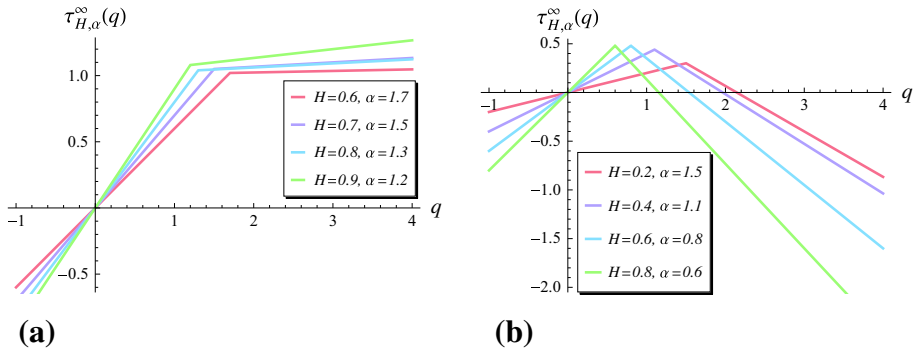 τ∞H,α(q)
1.0
0.5
−1
0
1
2
3
4
q
−0.5
H=0.6, α=1.7
H=0.7, α=1.5
H=0.8, α=1.3
H=0.9, α=1.2
(a)
τ∞H,α(q)
0.5
−1
0
1
2
3
4
q
−0.5
−1.0
−1.5
−2.0
H=0.2, α=1.5
H=0.4, α=1.1
H=0.6, α=0.8
H=0.8, α=0.6
(b)